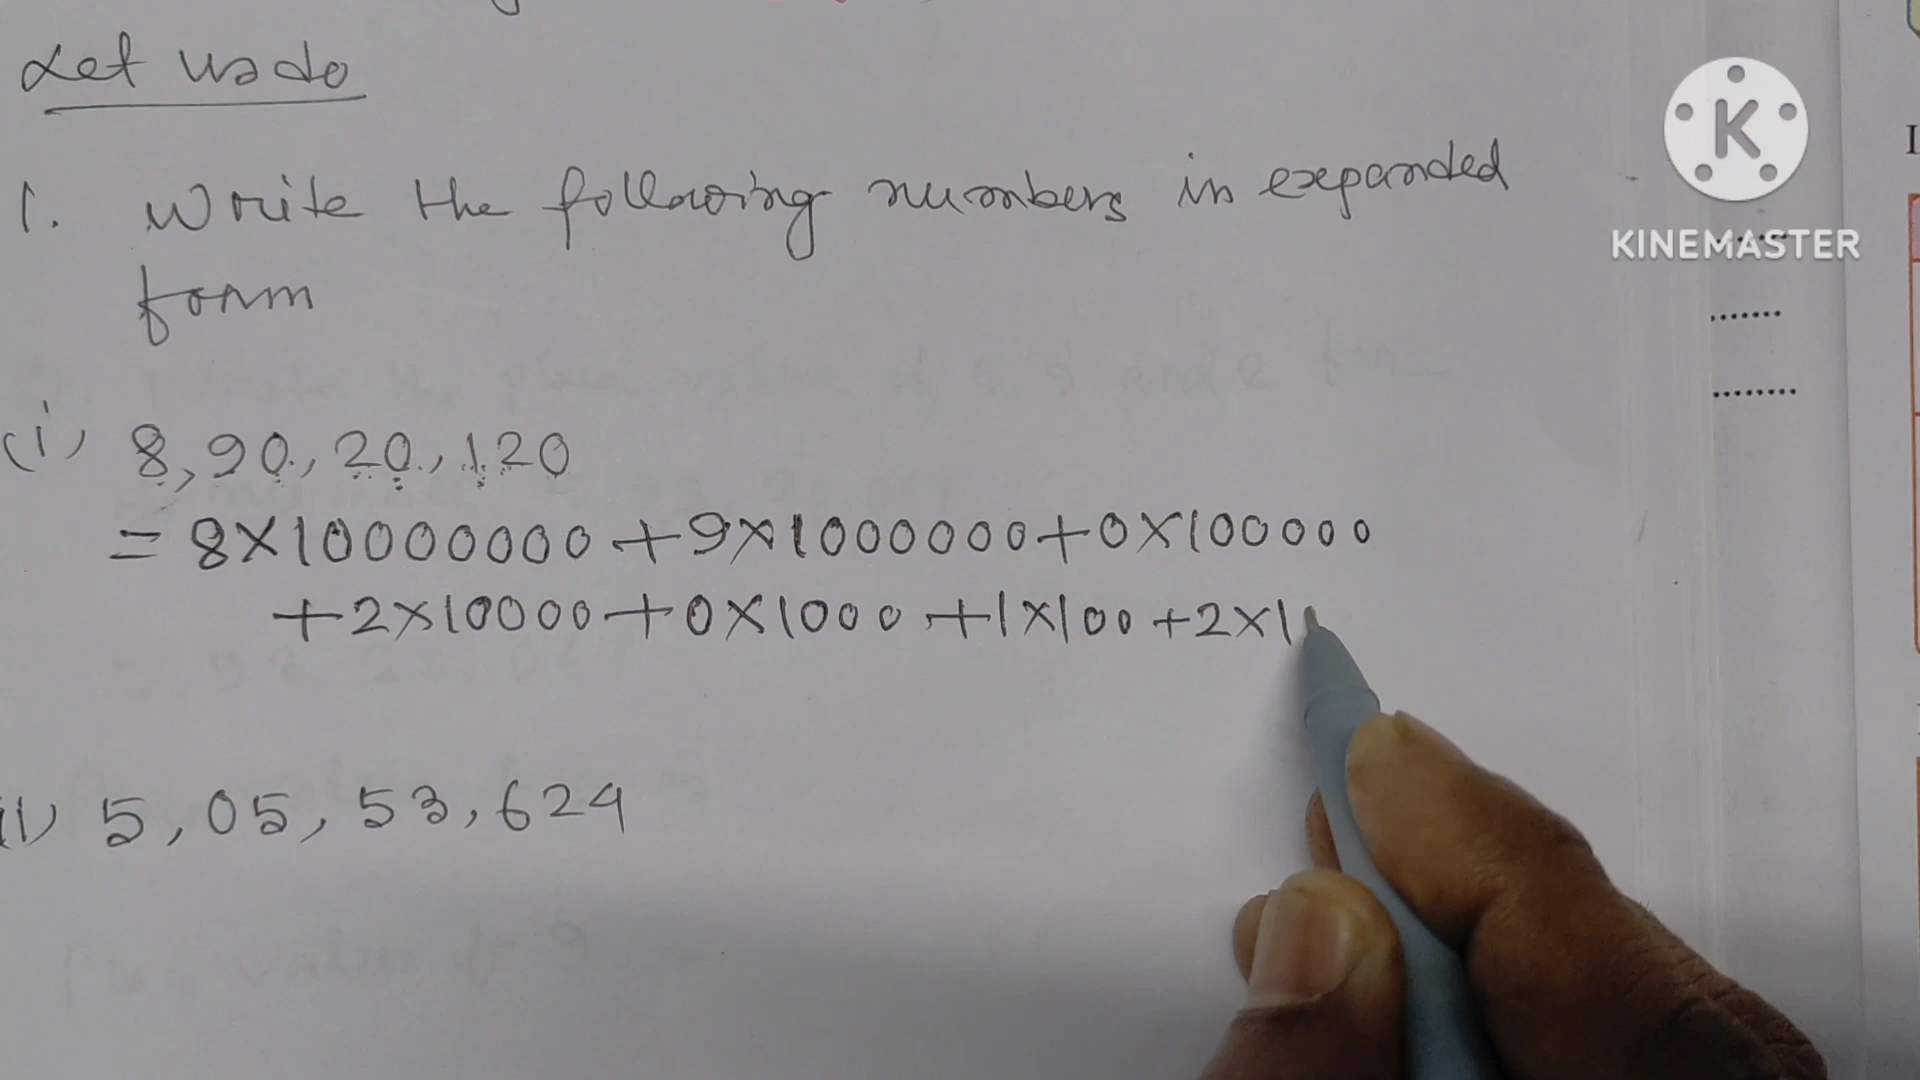 Let us do
1. Write the following numbers in expanded
form
(i) 8,90,20,120
= 8×10000000+9×1000000+0×100000
+2×10000+0×1000+1×100+2×1
(ii) 5,05,53,624
K
KINEMASTER